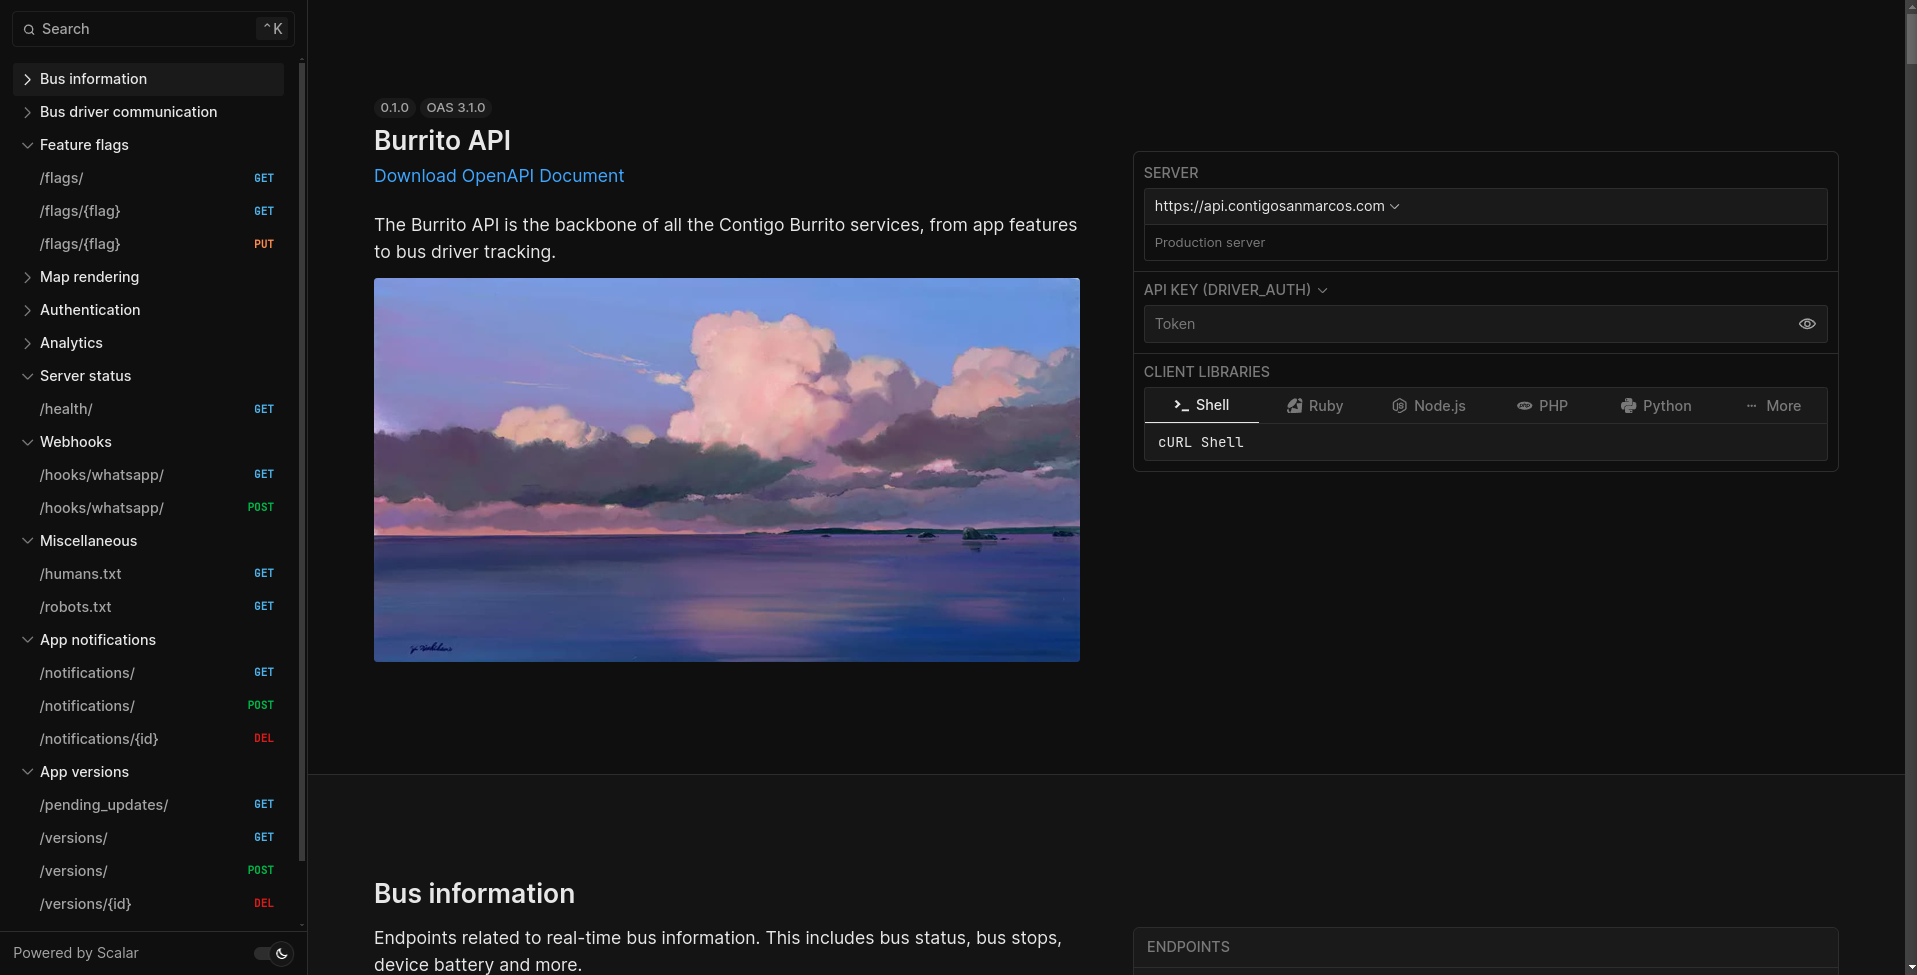 Search
⌃K
Bus information
Bus driver communication
Feature flags
/flags/ GET
/flags/{flag} GET
/flags/{flag} PUT
Map rendering
Authentication
Analytics
Server status
/health/ GET
Webhooks
/hooks/whatsapp/ GET
/hooks/whatsapp/ POST
Miscellaneous
/humans.txt GET
/robots.txt GET
App notifications
/notifications/ GET
/notifications/ POST
/notifications/{id} DEL
App versions
/pending_updates/ GET
/versions/ GET
/versions/ POST
/versions/{id} DEL
Powered by Scalar
0.1.0 OAS 3.1.0
Burrito API
Download OpenAPI Document
The Burrito API is the backbone of all the Contigo Burrito services, from app features
to bus driver tracking.
SERVER
https://api.contigosanmarcos.com
Production server
API KEY (DRIVER_AUTH)
Token
CLIENT LIBRARIES
Shell Ruby Node.js PHP Python More
cURL Shell
Bus information
Endpoints related to real-time bus information. This includes bus status, bus stops,
device battery and more.
ENDPOINTS